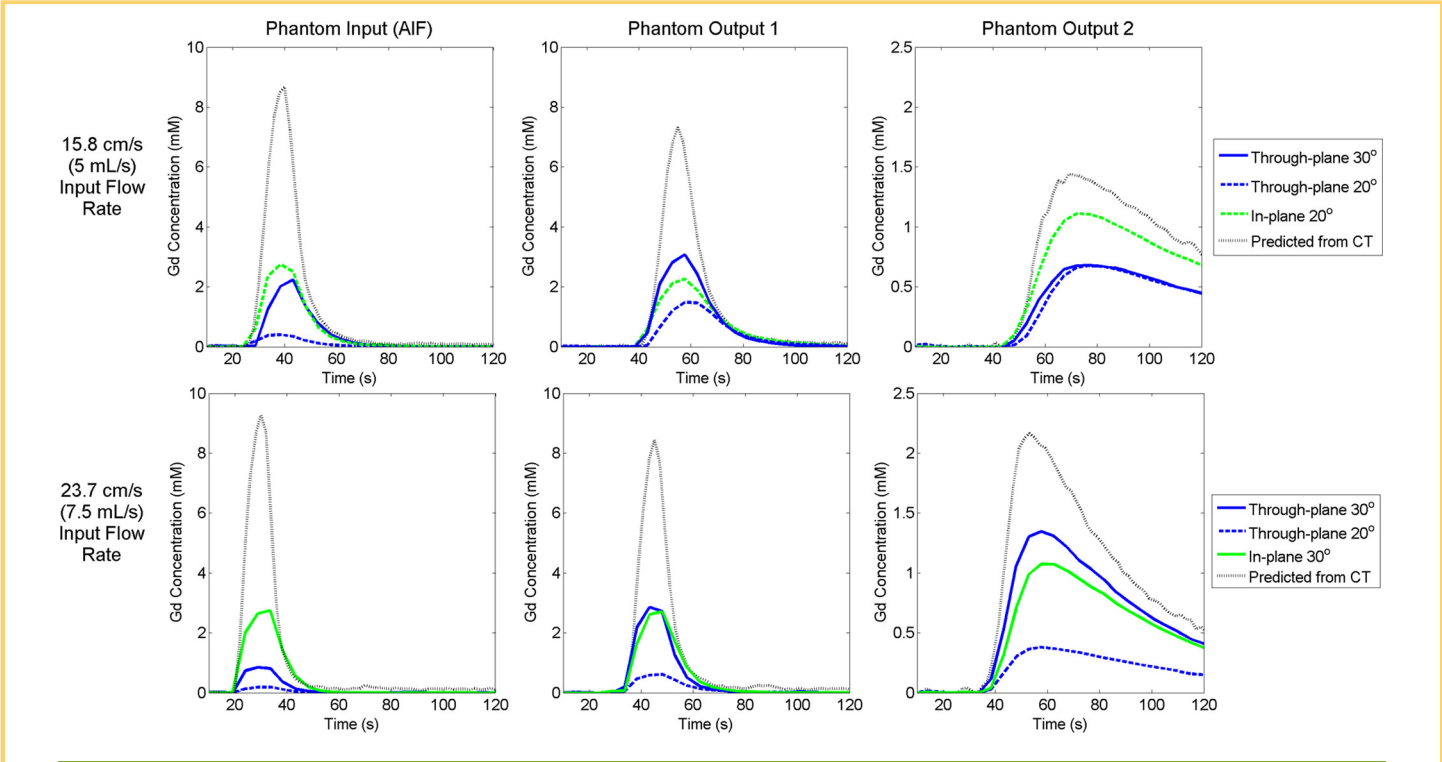 Phantom Input (AIF)
Phantom Output 1
Phantom Output 2
15.8 cm/s
(5 mL/s)
Input Flow
Rate
Gd Concentration (mM)
10
8
6
4
2
0
20 40 60 80 100 120
Time (s)
Gd Concentration (mM)
10
8
6
4
2
0
20 40 60 80 100 120
Time (s)
Gd Concentration (mM)
2.5
2
1.5
1
0.5
0
20 40 60 80 100 120
Time (s)
Through-plane 30°
Through-plane 20°
In-plane 20°
Predicted from CT
23.7 cm/s
(7.5 mL/s)
Input Flow
Rate
Gd Concentration (mM)
10
8
6
4
2
0
20 40 60 80 100 120
Time (s)
Gd Concentration (mM)
10
8
6
4
2
0
20 40 60 80 100 120
Time (s)
Gd Concentration (mM)
2.5
2
1.5
1
0.5
0
20 40 60 80 100 120
Time (s)
Through-plane 30°
Through-plane 20°
In-plane 30°
Predicted from CT